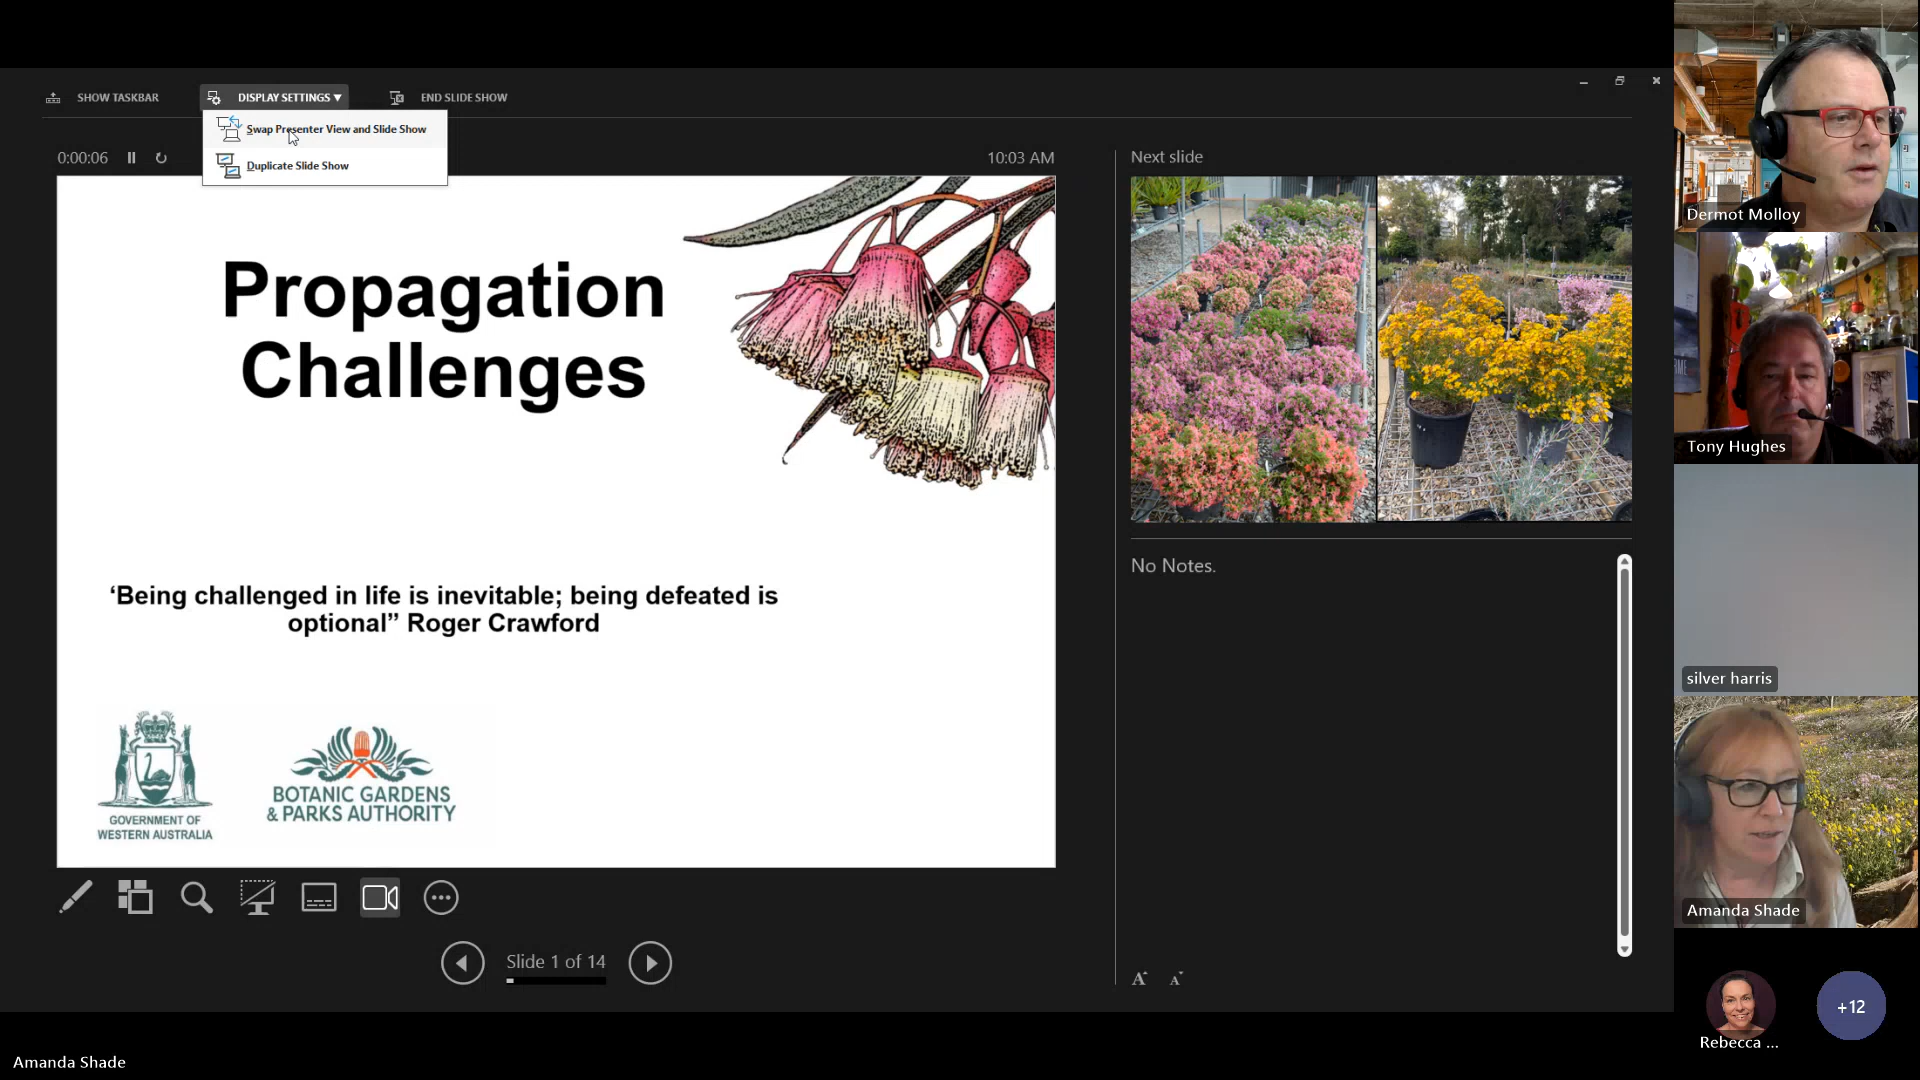 SHOW TASKBAR
DISPLAY SETTINGS ▾
END SLIDE SHOW
Swap Presenter View and Slide Show
Duplicate Slide Show
0:00:06
10:03 AM
Propagation
Challenges
‘Being challenged in life is inevitable; being defeated is
optional” Roger Crawford
GOVERNMENT OF
WESTERN AUSTRALIA
BOTANIC GARDENS
& PARKS AUTHORITY
Slide 1 of 14
Next slide
No Notes.
A
A
Dermot Molloy
Tony Hughes
silver harris
Amanda Shade
Rebecca ...
+12
Amanda Shade